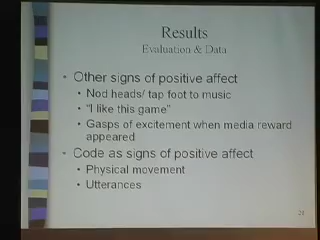 Results
Evaluation & Data
• Other signs of positive affect
• Nod heads/ tap foot to music
• "I like this game"
• Gasps of excitement when media reward
appeared
• Code as signs of positive affect
• Physical movement
• Utterances